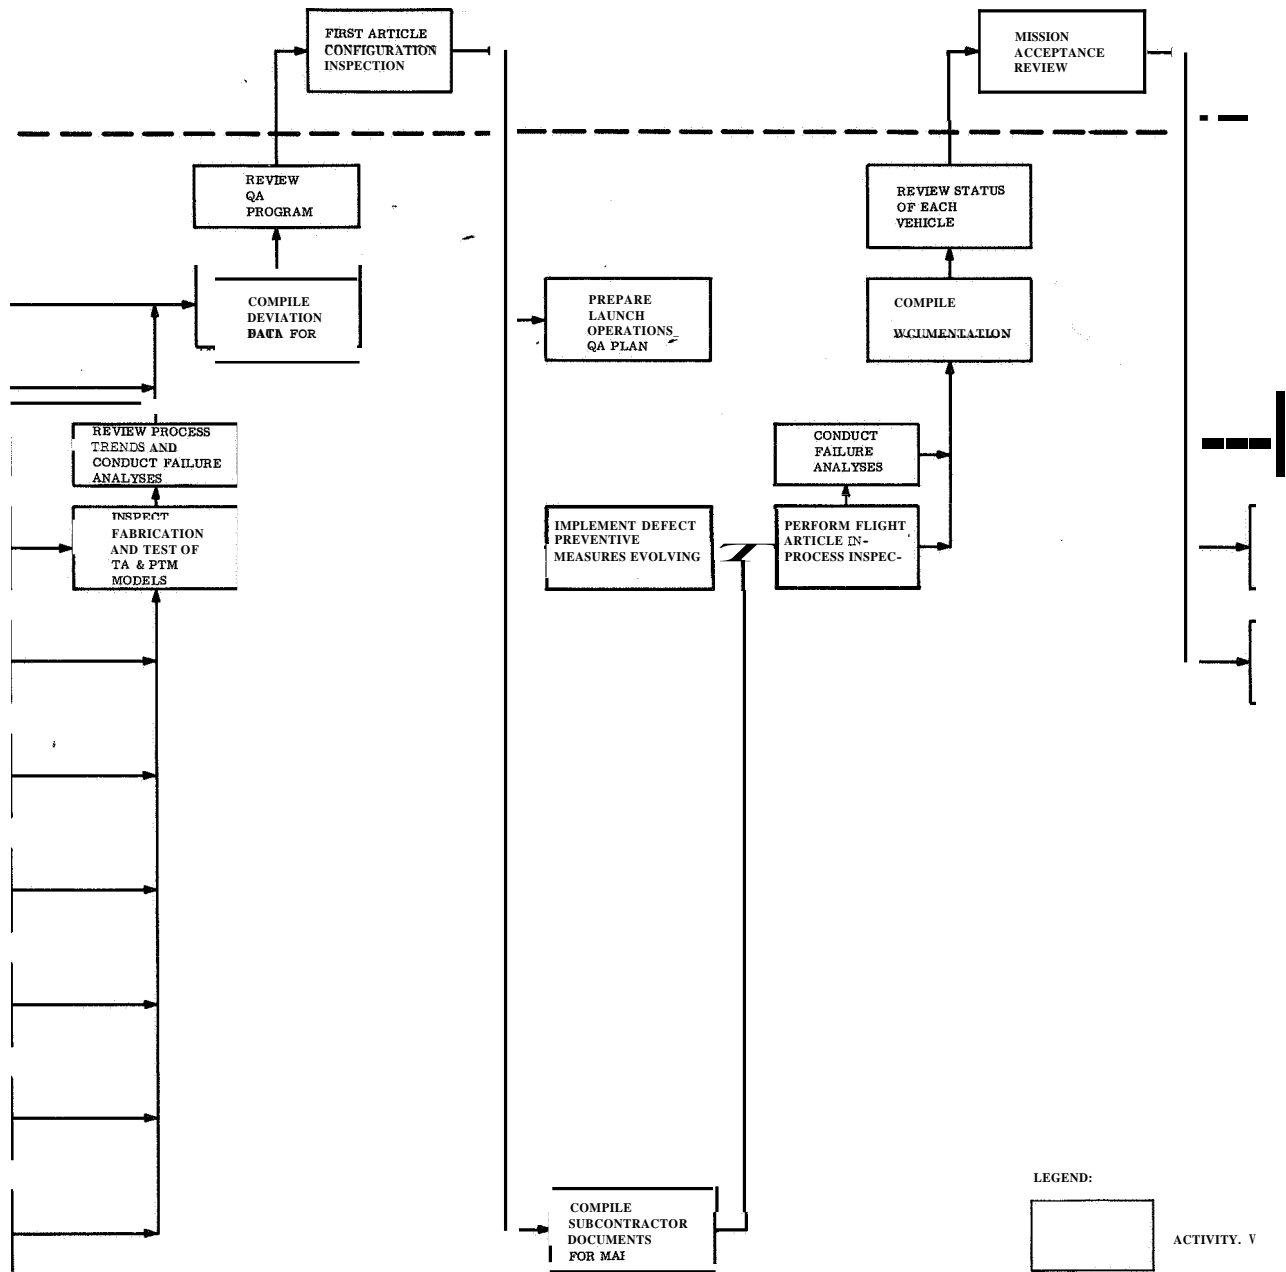 FIRST ARTICLE
CONFIGURATION
INSPECTION
MISSION
ACCEPTANCE
REVIEW
REVIEW
QA
PROGRAM
REVIEW STATUS
OF EACH
VEHICLE
COMPILE
DEVIATION
DATA FOR
PREPARE
LAUNCH
OPERATIONS
QA PLAN
COMPILE
REVIEW PROCESS
TRENDS AND
CONDUCT FAILURE
ANALYSES
CONDUCT
FAILURE
ANALYSES
INSPECT
FABRICATION
AND TEST OF
TA & PTM
MODELS
IMPLEMENT DEFECT
PREVENTIVE
MEASURES EVOLVING
PERFORM FLIGHT
ARTICLE IN-
PROCESS INSPEC-
COMPILE
SUBCONTRACTOR
DOCUMENTS
FOR
LEGEND:
ACTIVITY.